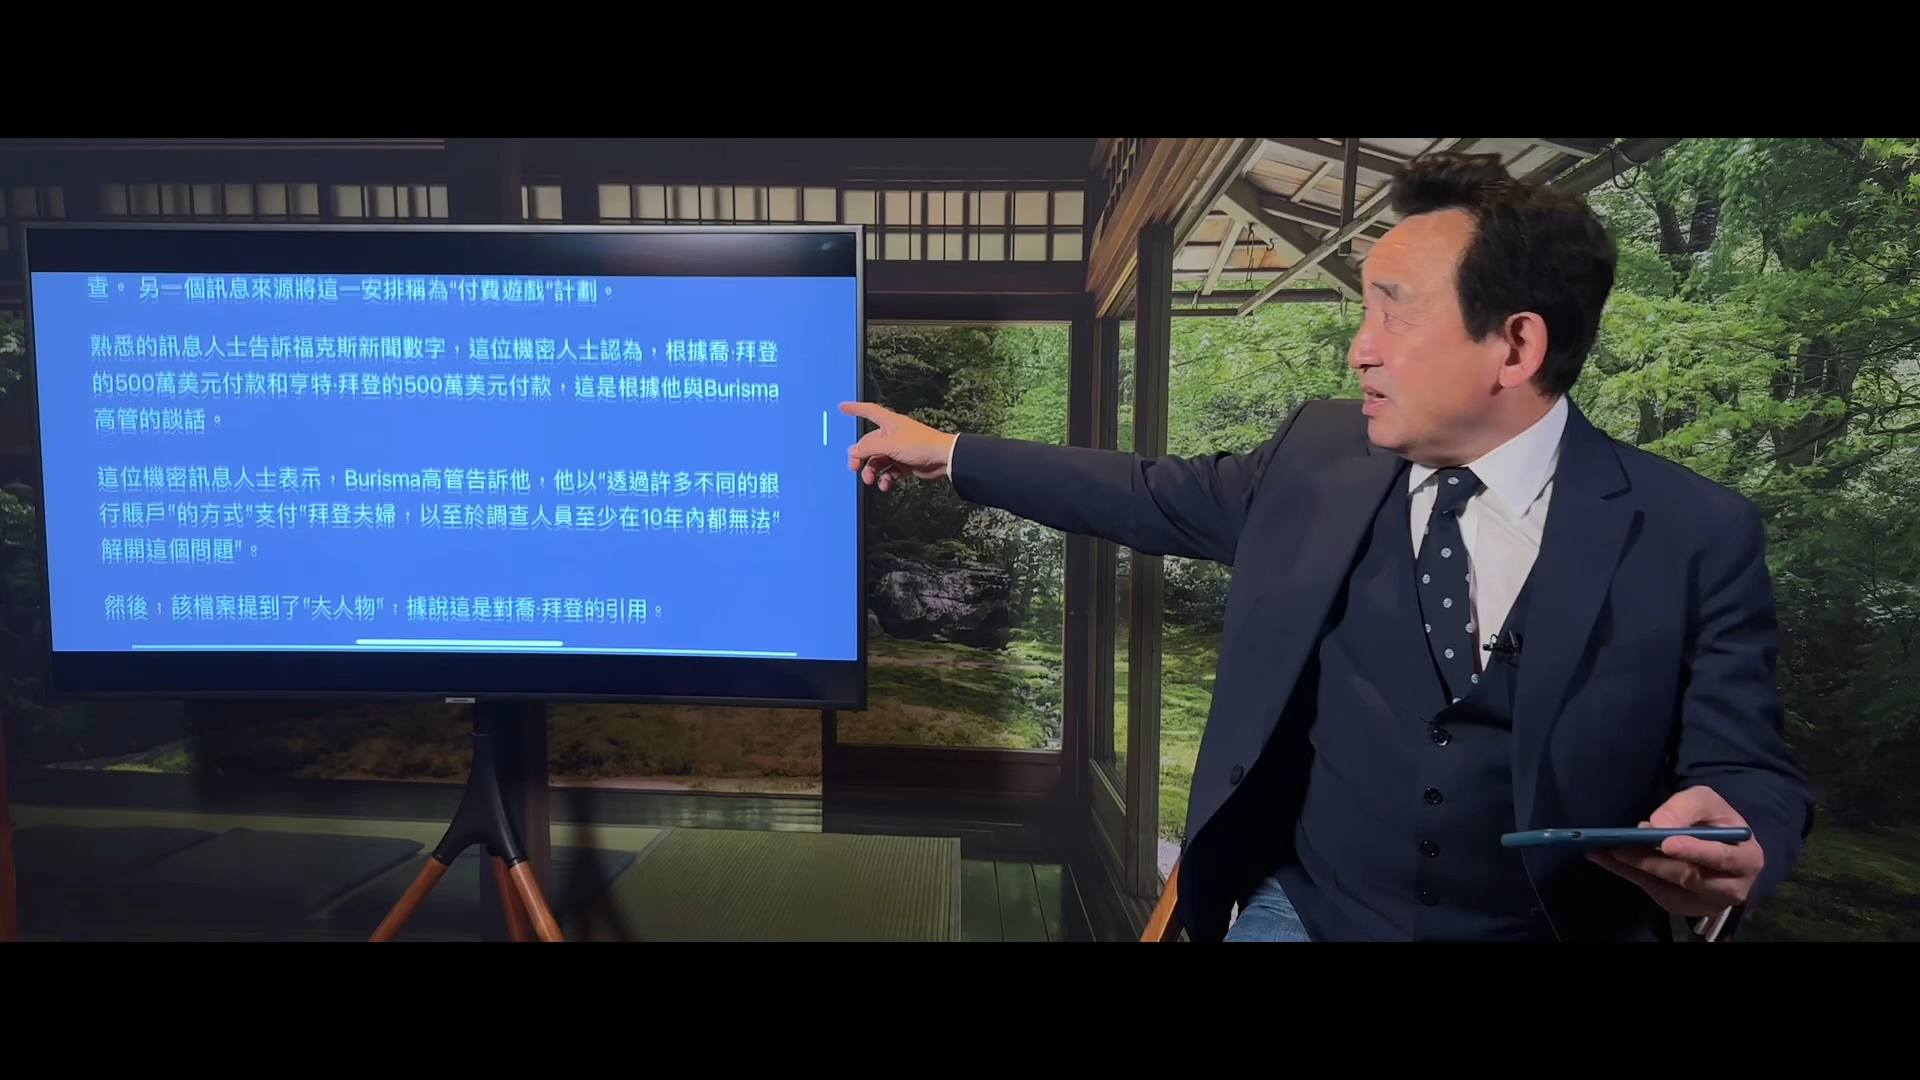 查。 另一個訊息來源將這一安排稱為“付費遊戲”計劃。
熟悉的訊息人士告訴福克斯新聞數字，這位機密人士認為，根據喬·拜登
的500萬美元付款和亨特·拜登的500萬美元付款，這是根據他與Burisma
高管的談話。
這位機密訊息人士表示，Burisma高管告訴他，他以“透過許多不同的銀
行賬戶”的方式“支付”拜登夫婦，以至於調查人員至少在10年內都無法“
解開這個問題”。
然後，該檔案提到了“大人物”，據說這是對喬·拜登的引用。